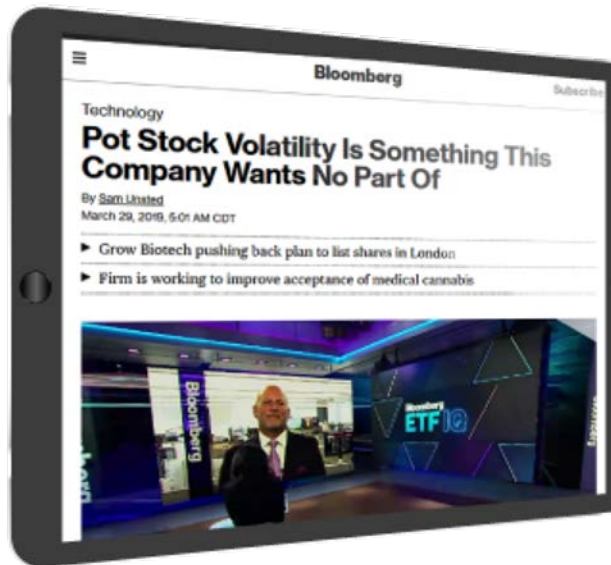 Bloomberg
Subscribe
Technology
Pot Stock Volatility Is Something This
Company Wants No Part Of
By Sam Unsted
March 29, 2019, 5:01 AM CDT
Grow Biotech pushing back plan to list shares in London
Firm is working to improve acceptance of medical cannabis
Bloomberg
Bloomberg
ETF IQ